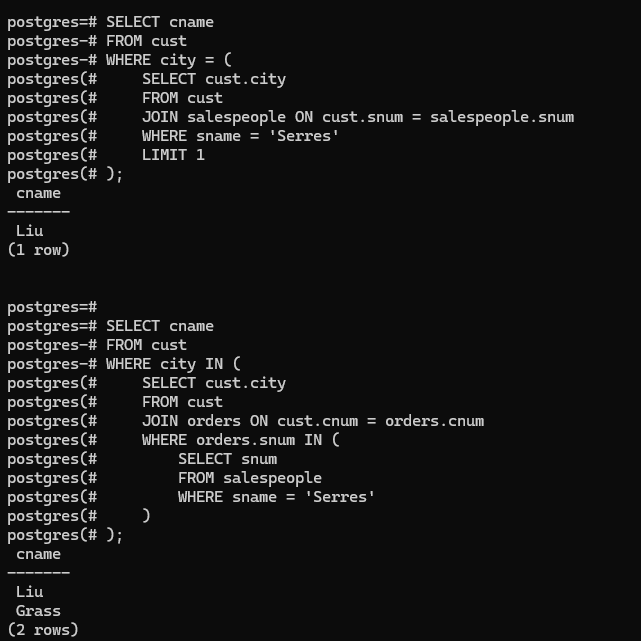 postgres=# SELECT cname
postgres-# FROM cust
postgres-# WHERE city = (
postgres(#     SELECT cust.city
postgres(#     FROM cust
postgres(#     JOIN salespeople ON cust.snum = salespeople.snum
postgres(#     WHERE sname = 'Serres'
postgres(#     LIMIT 1
postgres(# );
 cname
-------
 Liu
(1 row)
postgres=#
postgres=# SELECT cname
postgres-# FROM cust
postgres-# WHERE city IN (
postgres(#     SELECT cust.city
postgres(#     FROM cust
postgres(#     JOIN orders ON cust.cnum = orders.cnum
postgres(#     WHERE orders.snum IN (
postgres(#         SELECT snum
postgres(#         FROM salespeople
postgres(#         WHERE sname = 'Serres'
postgres(#     )
postgres(# );
 cname
-------
 Liu
 Grass
(2 rows)